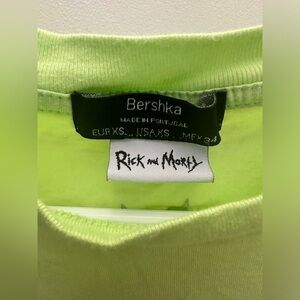 Bershka
MADE IN PORTUGAL
EUR XS USA XS MEX 34
Rick and Morty